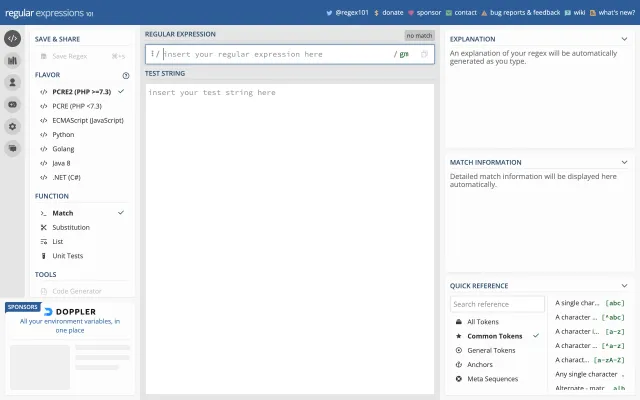 regular expressions 101
@regex101
donate
sponsor
contact
bug reports & feedback
wiki
what's new?
SAVE & SHARE
Save Regex
⌘+s
FLAVOR
</> PCRE2 (PHP >=7.3)
</> PCRE (PHP <7.3)
</> ECMAScript (JavaScript)
</> Python
</> Golang
</> Java 8
</> .NET (C#)
FUNCTION
Match
Substitution
List
Unit Tests
TOOLS
Code Generator
SPONSORS
DOPPLER
All your environment variables, in
one place
REGULAR EXPRESSION
no match
/ insert your regular expression here / gm
TEST STRING
insert your test string here
EXPLANATION
An explanation of your regex will be automatically
generated as you type.
MATCH INFORMATION
Detailed match information will be displayed here
automatically.
QUICK REFERENCE
Search reference
All Tokens
Common Tokens
General Tokens
Anchors
Meta Sequences
A single char... [abc]
A character ... [^abc]
A character i... [a-z]
A character ... [^a-z]
A charact... [a-zA-Z]
Any single character .
Alternate - matc... a|b